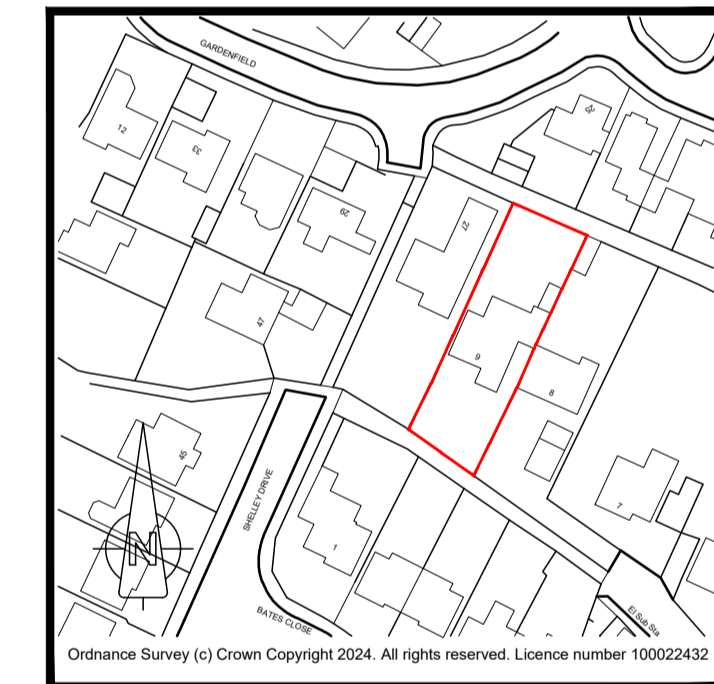 GARDENFIELD
12
33
29
27
25
47
9
8
45
7
1
SHELLEY DRIVE
BATES CLOSE
El Sub Sta
N
Ordnance Survey (c) Crown Copyright 2024. All rights reserved. Licence number 100022432